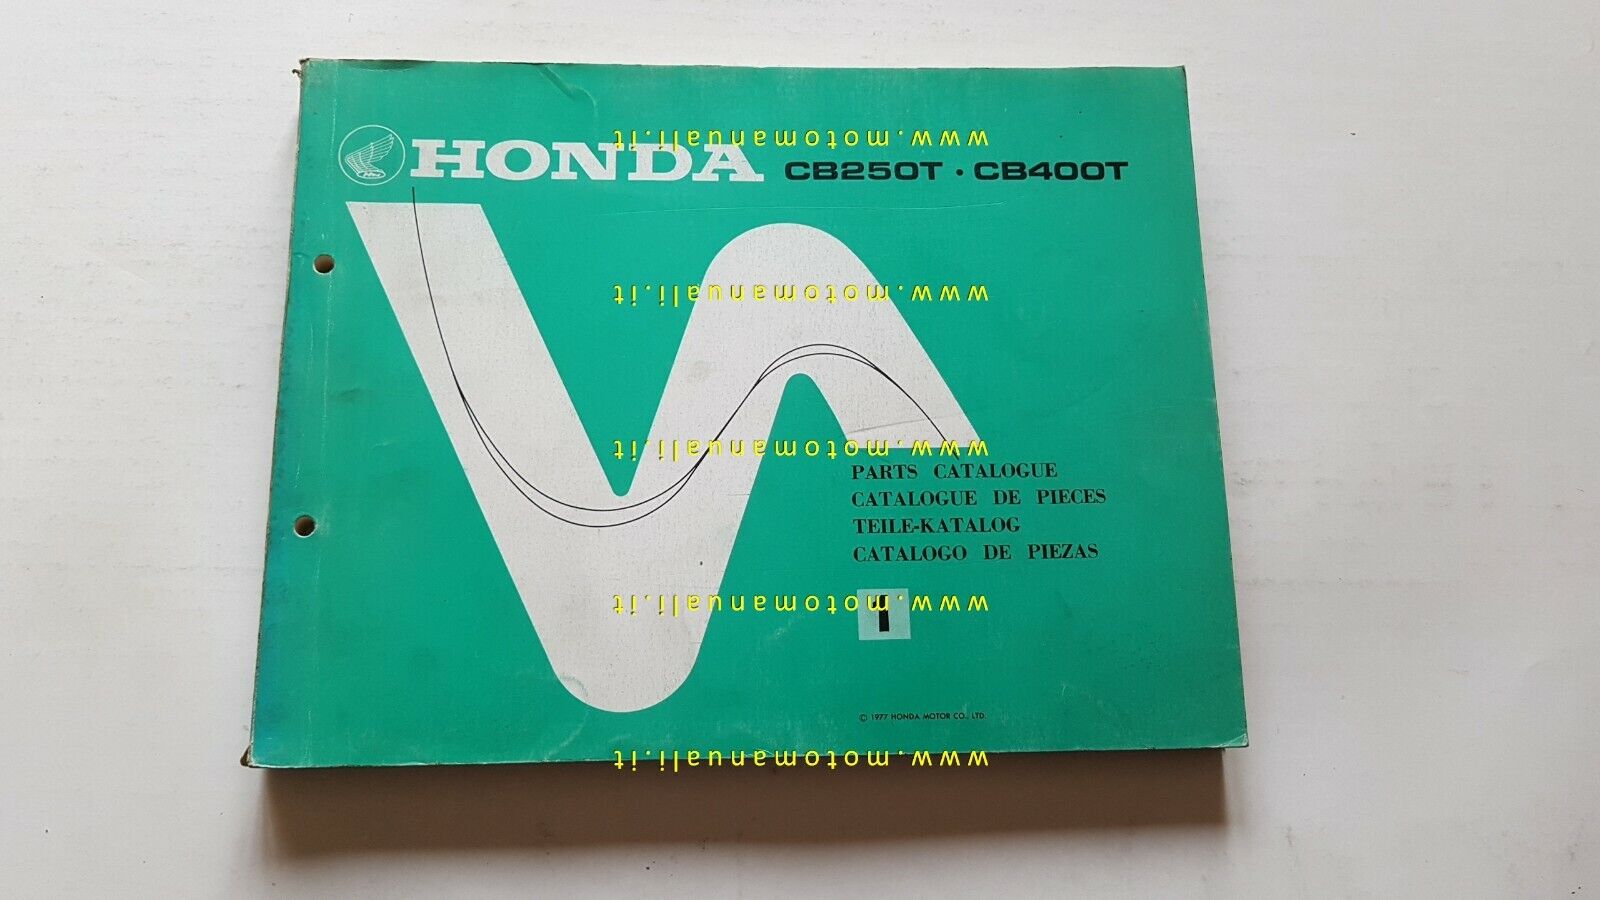 HONDA CB250T · CB400T
PARTS CATALOGUE
CATALOGUE DE PIECES
TEILE-KATALOG
CATALOGO DE PIEZAS
1
© 1977 HONDA MOTOR CO., LTD.
www.motomanuali.it
www.motomanuali.it
www.motomanuali.it
www.motomanuali.it
www.motomanuali.it